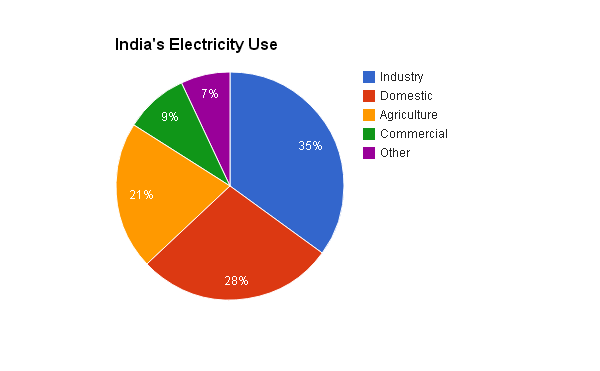 India's Electricity Use
35%
28%
21%
9%
7%
Industry
Domestic
Agriculture
Commercial
Other